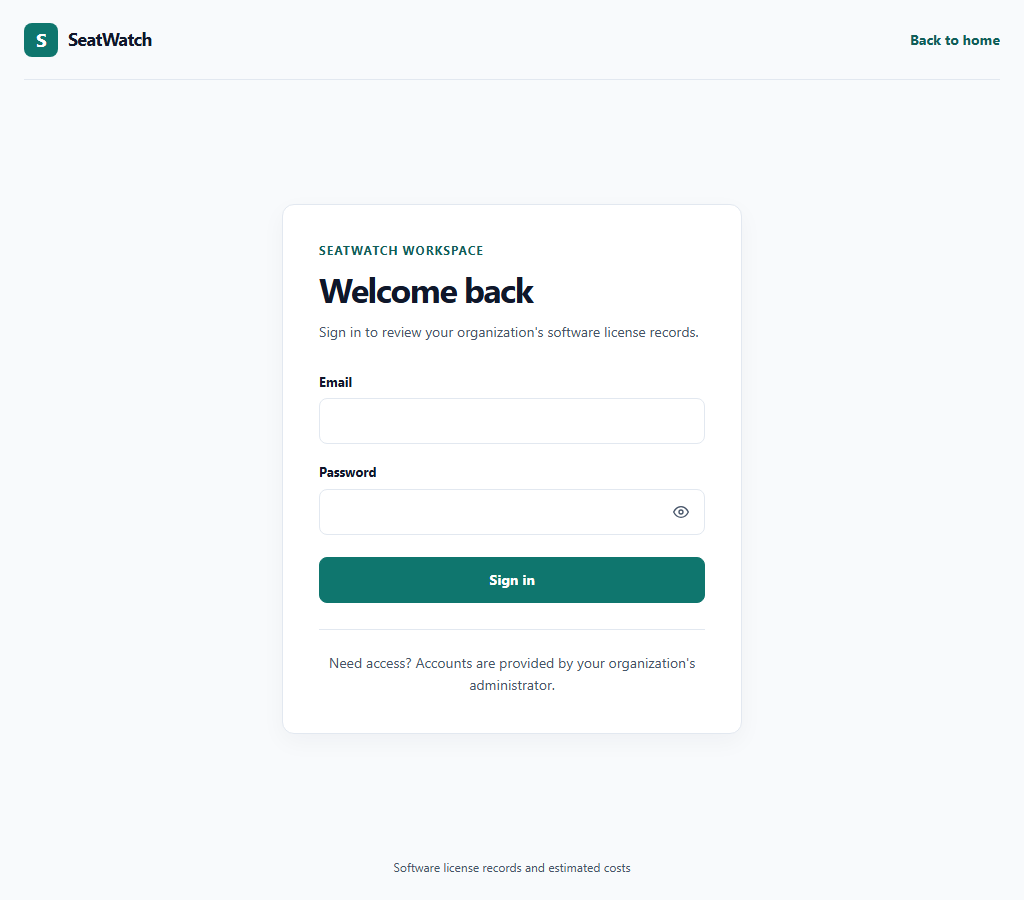 S SeatWatch
Back to home
SEATWATCH WORKSPACE
Welcome back
Sign in to review your organization's software license records.
Email
Password
Sign in
Need access? Accounts are provided by your organization's
administrator.
Software license records and estimated costs